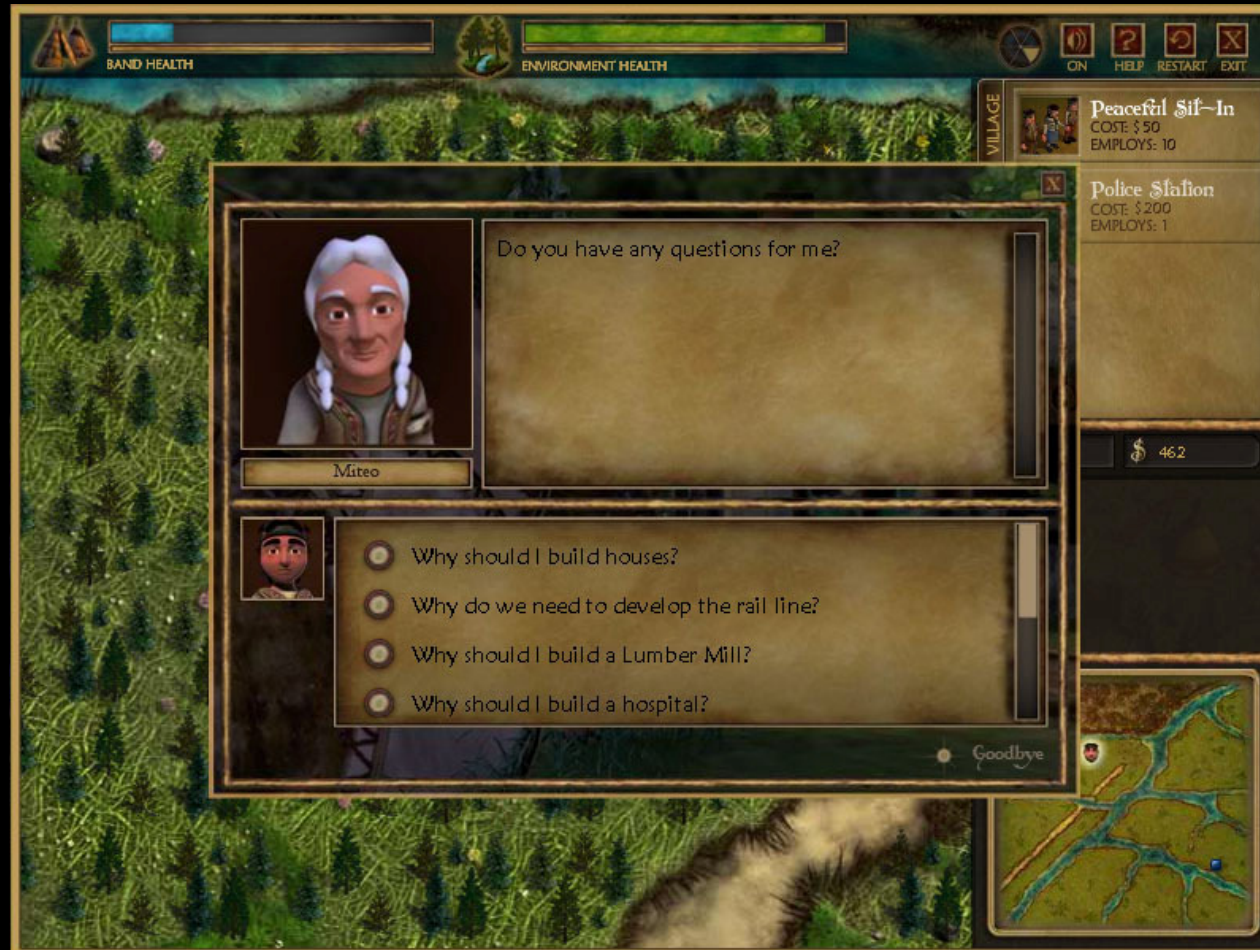 BAND HEALTH
ENVIRONMENT HEALTH
ON
HELP
RESTART
EXIT
VILLAGE
Peaceful Sit~In
COST: $50
EMPLOYS: 10
Police Station
COST: $200
EMPLOYS: 1
X
Do you have any questions for me?
Miteo
$ 462
Why should I build houses?
Why do we need to develop the rail line?
Why should I build a Lumber Mill?
Why should I build a hospital?
Goodbye